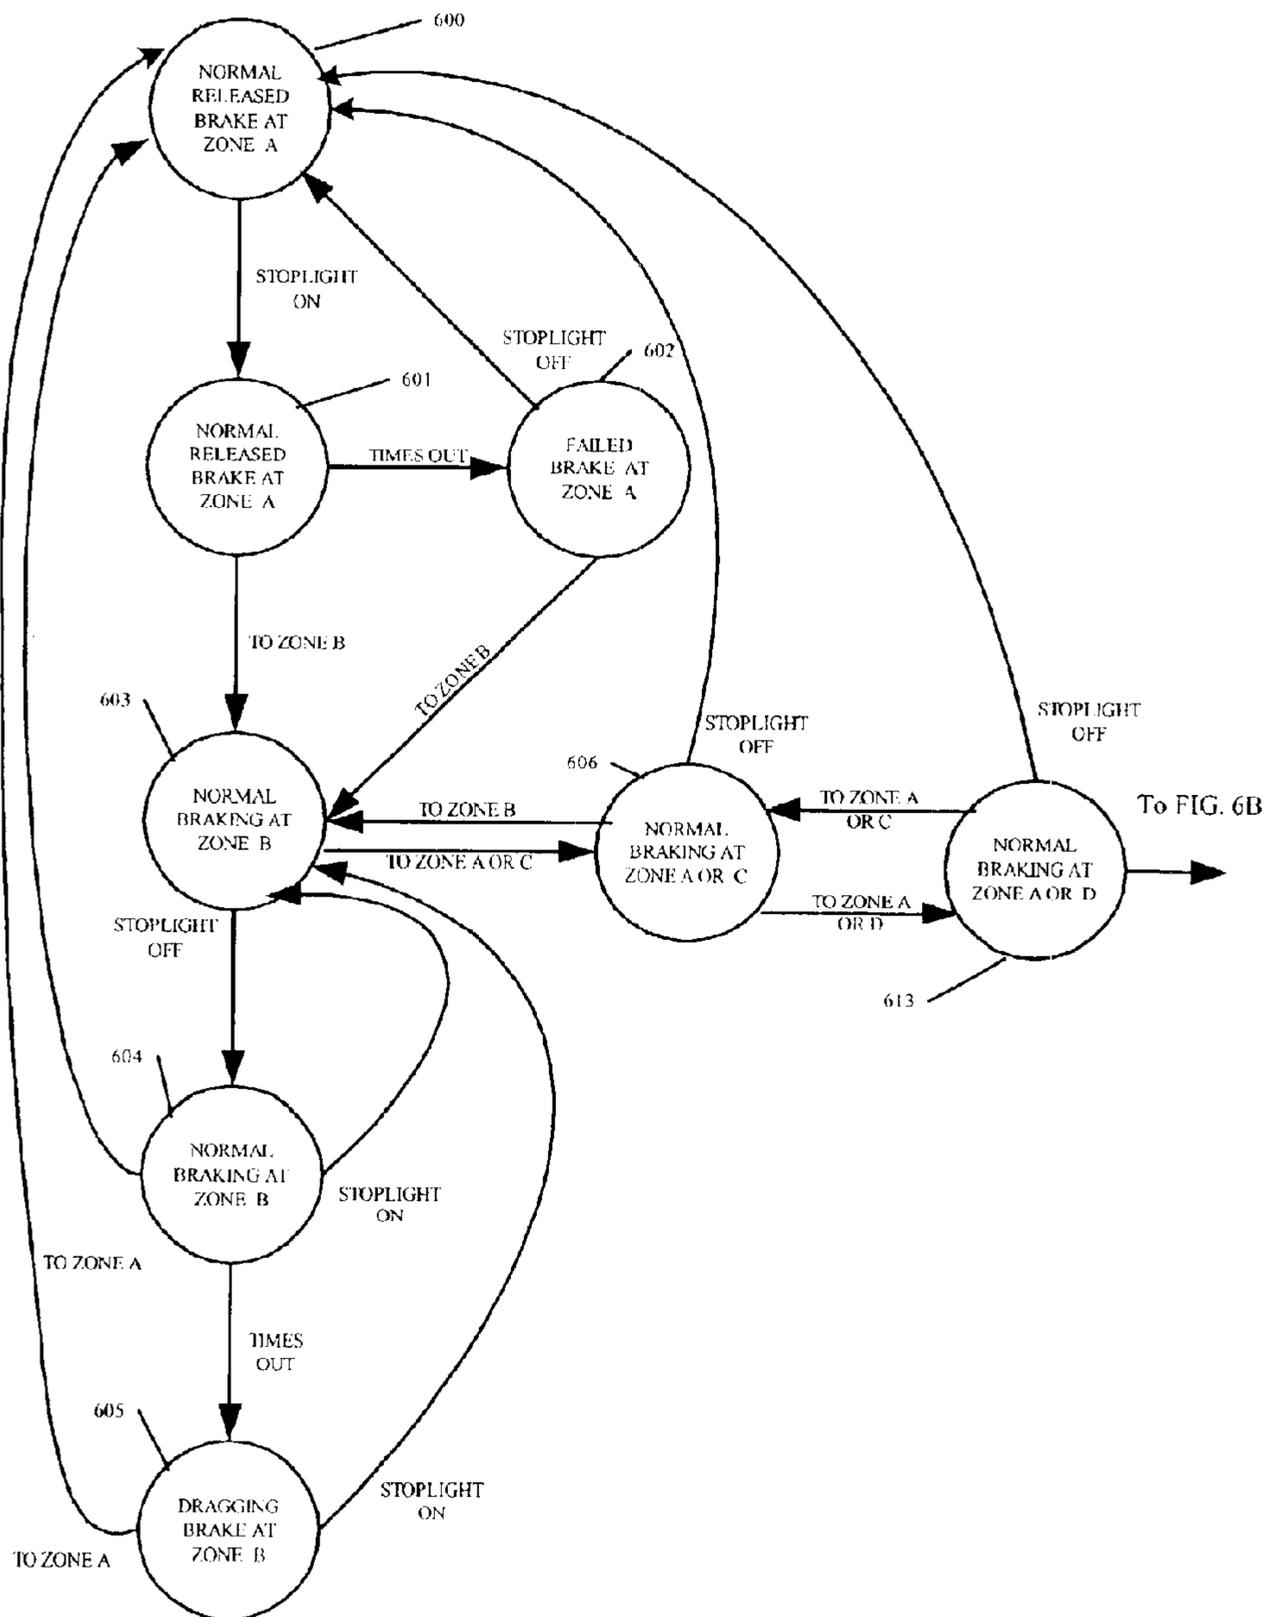 600
NORMAL
RELEASED
BRAKE AT
ZONE A
STOPLIGHT
ON
STOPLIGHT
OFF
602
601
NORMAL
RELEASED
BRAKE AT
ZONE A
TIMES OUT
FAILED
BRAKE AT
ZONE A
TO ZONE B
TO ZONE B
603
NORMAL
BRAKING AT
ZONE B
STOPLIGHT
OFF
606
TO ZONE B
TO ZONE A OR C
NORMAL
BRAKING AT
ZONE A OR C
STOPLIGHT
OFF
TO ZONE A
OR C
TO ZONE A
OR D
NORMAL
BRAKING AT
ZONE A OR D
To FIG. 6B
613
STOPLIGHT
OFF
604
NORMAL
BRAKING AT
ZONE B
STOPLIGHT
ON
TO ZONE A
TIMES
OUT
605
DRAGGING
BRAKE AT
ZONE B
STOPLIGHT
ON
TO ZONE A